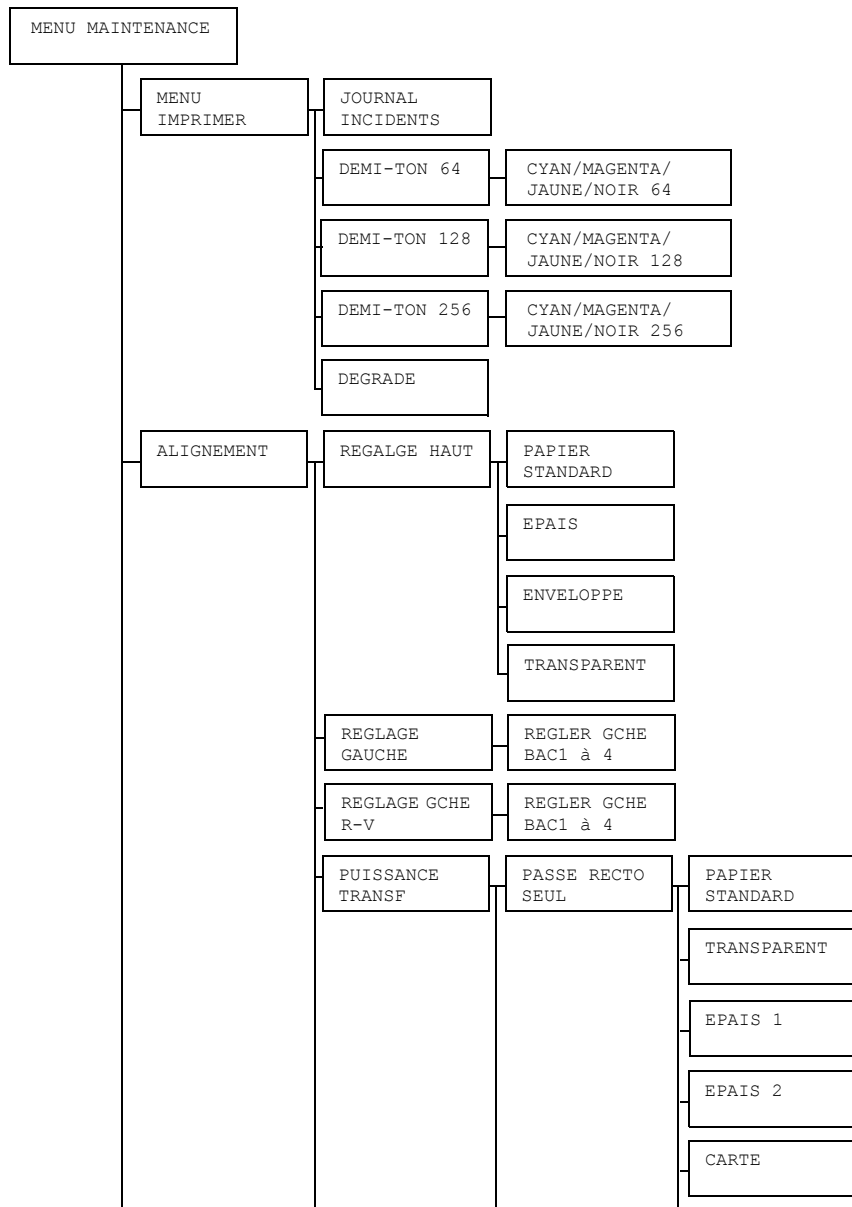 MENU MAINTENANCE
MENU
IMPRIMER
JOURNAL
INCIDENTS
DEMI-TON 64
CYAN/MAGENTA/
JAUNE/NOIR 64
DEMI-TON 128
CYAN/MAGENTA/
JAUNE/NOIR 128
DEMI-TON 256
CYAN/MAGENTA/
JAUNE/NOIR 256
DEGRADE
ALIGNEMENT
REGALGE HAUT
PAPIER
STANDARD
EPAIS
ENVELOPPE
TRANSPARENT
REGLAGE
GAUCHE
REGLER GCHE
BAC1 à 4
REGLAGE GCHE
R-V
REGLER GCHE
BAC1 à 4
PUISSANCE
TRANSF
PASSE RECTO
SEUL
PAPIER
STANDARD
TRANSPARENT
EPAIS 1
EPAIS 2
CARTE